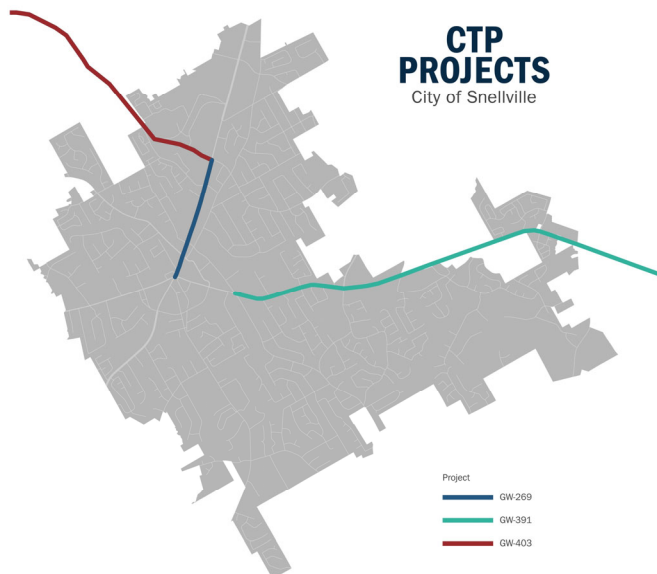 CTP
PROJECTS
City of Snellville
Project
GW-269
GW-391
GW-403